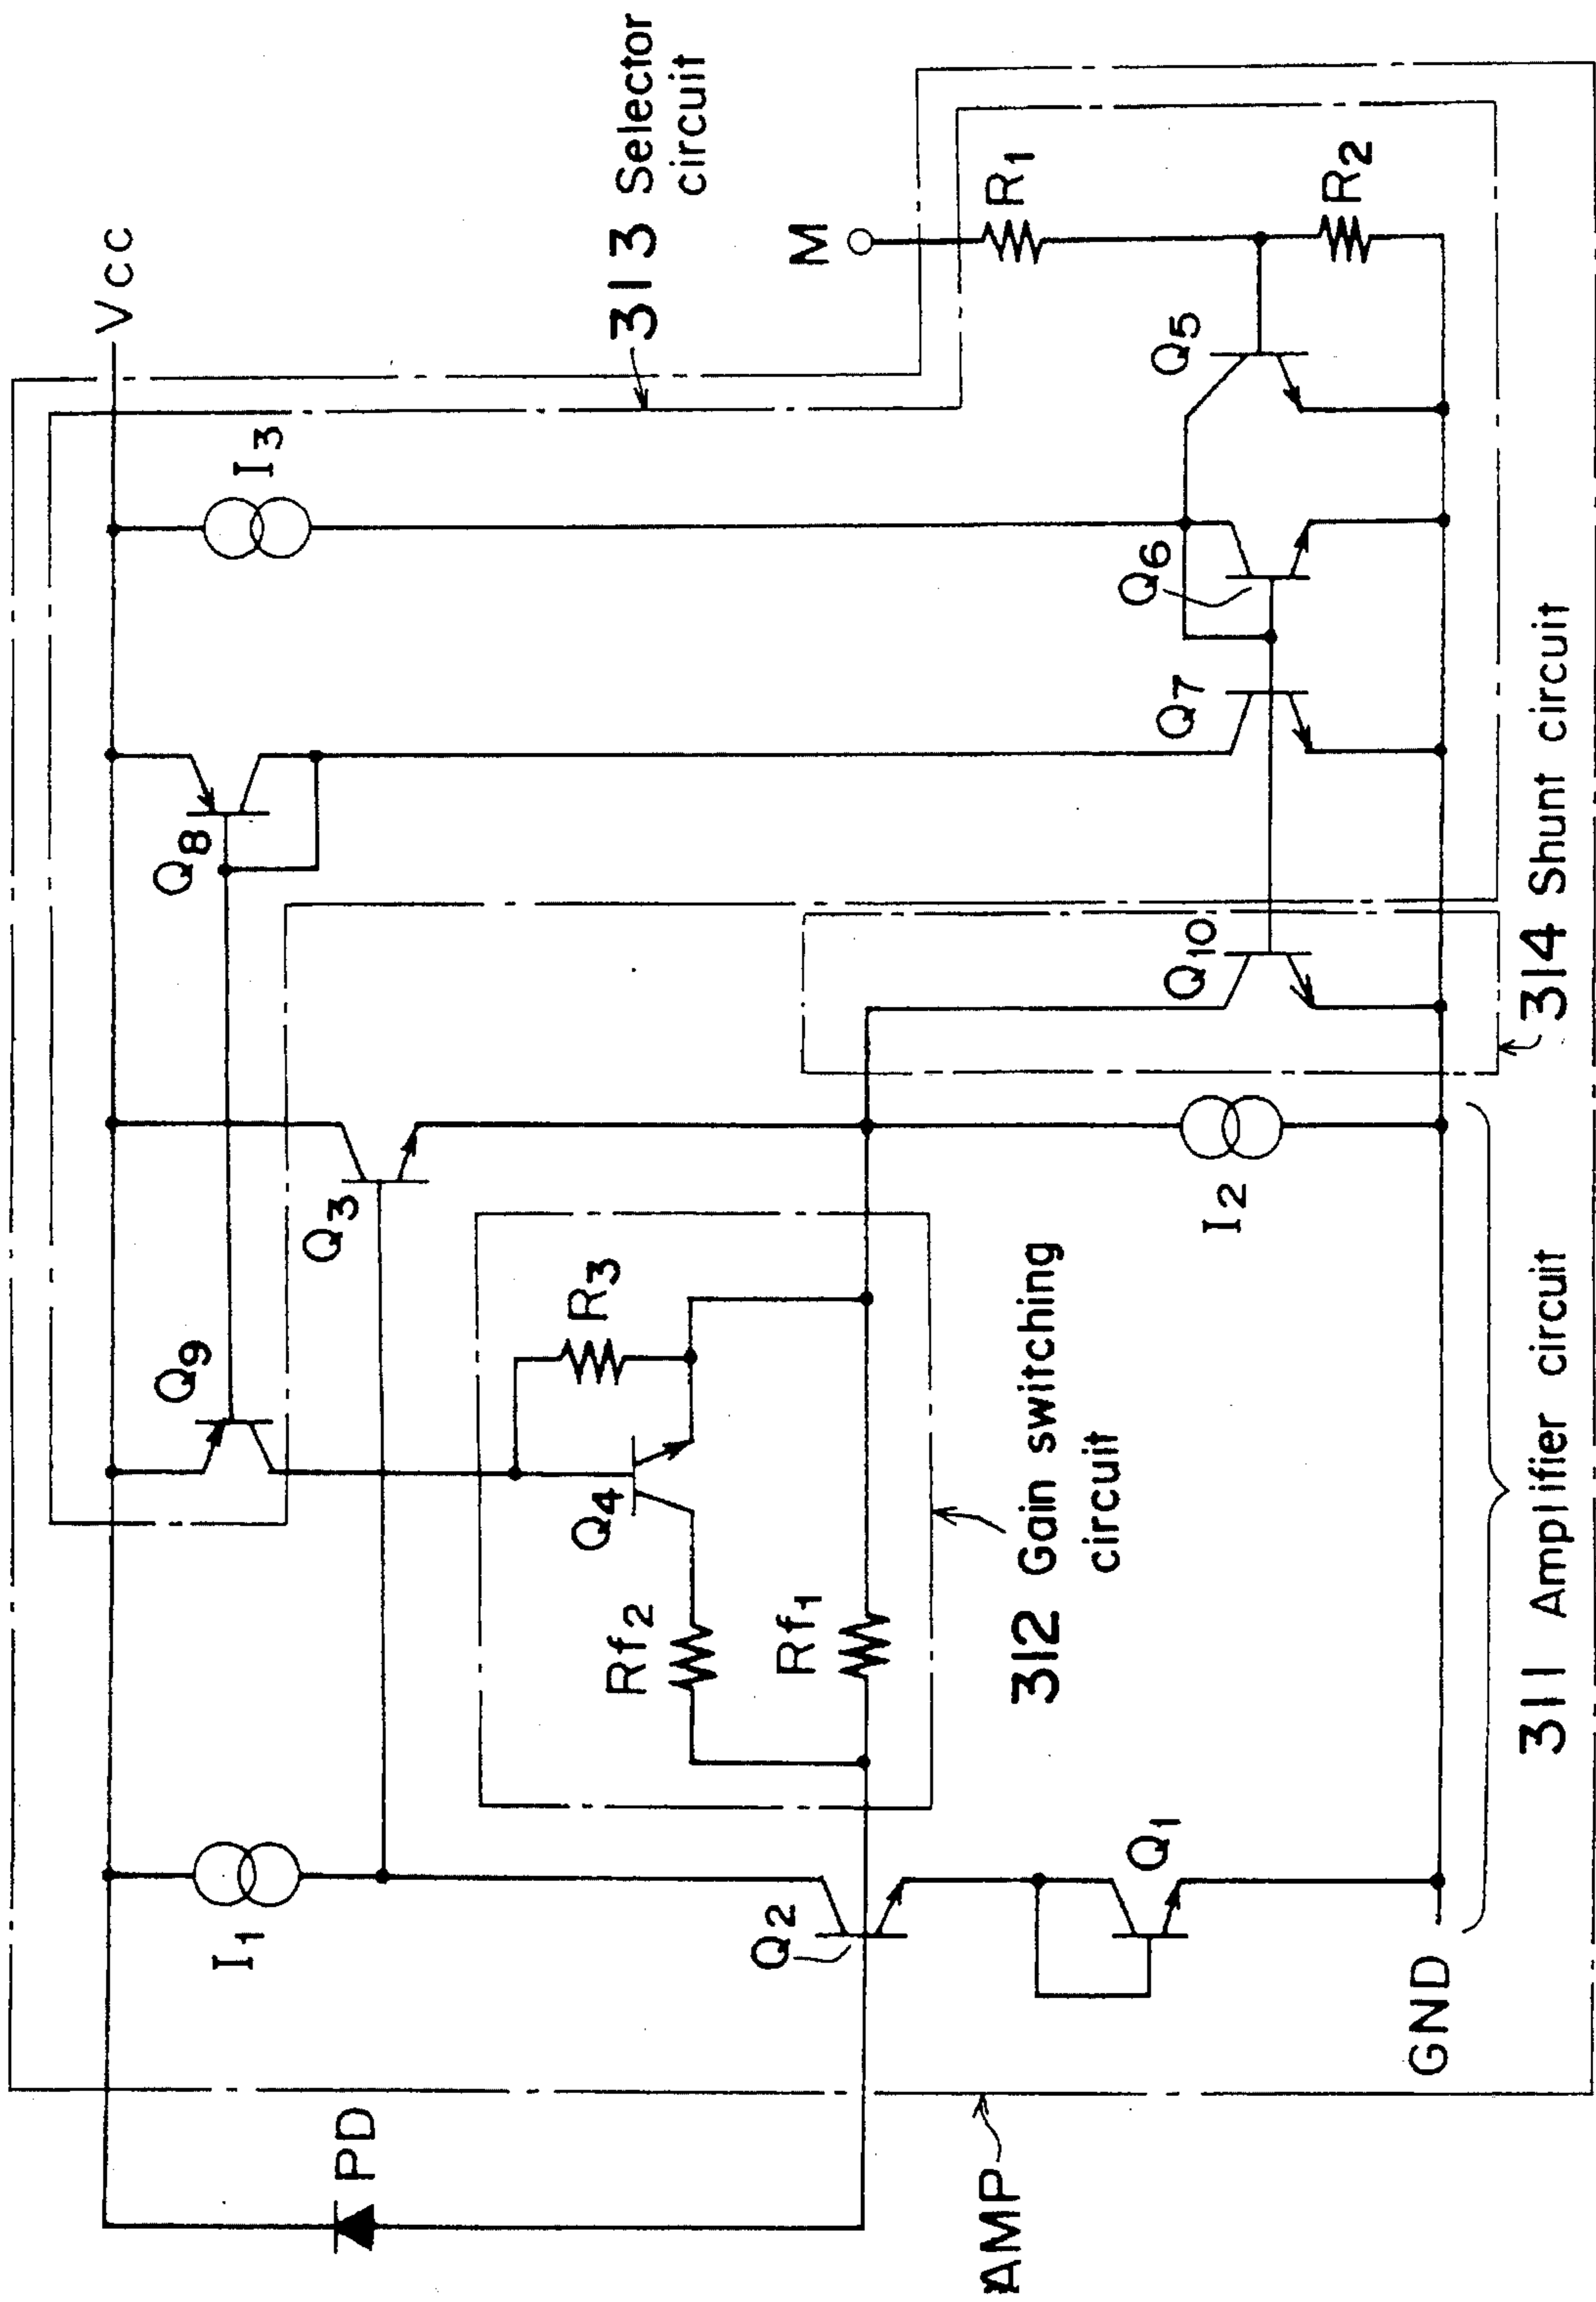 Vcc
I3
313 Selector
circuit
M
R1
R2
Q5
Q6
Q7
Q8
Q9
Q10
314 Shunt circuit
Q3
R3
Q4
Rf2
Rf1
312 Gain switching
circuit
I2
I1
Q2
Q1
GND
311 Amplifier circuit
PD
AMP